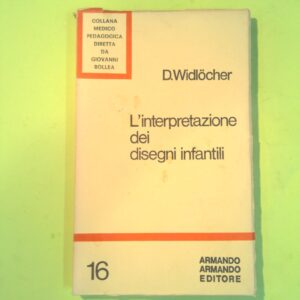 COLLANA
MEDICO
PEDAGOGICA
DIRETTA
DA
GIOVANNI
BOLLEA
D.Widlöcher
L'interpretazione
dei
disegni infantili
16
ARMANDO
ARMANDO
EDITORE